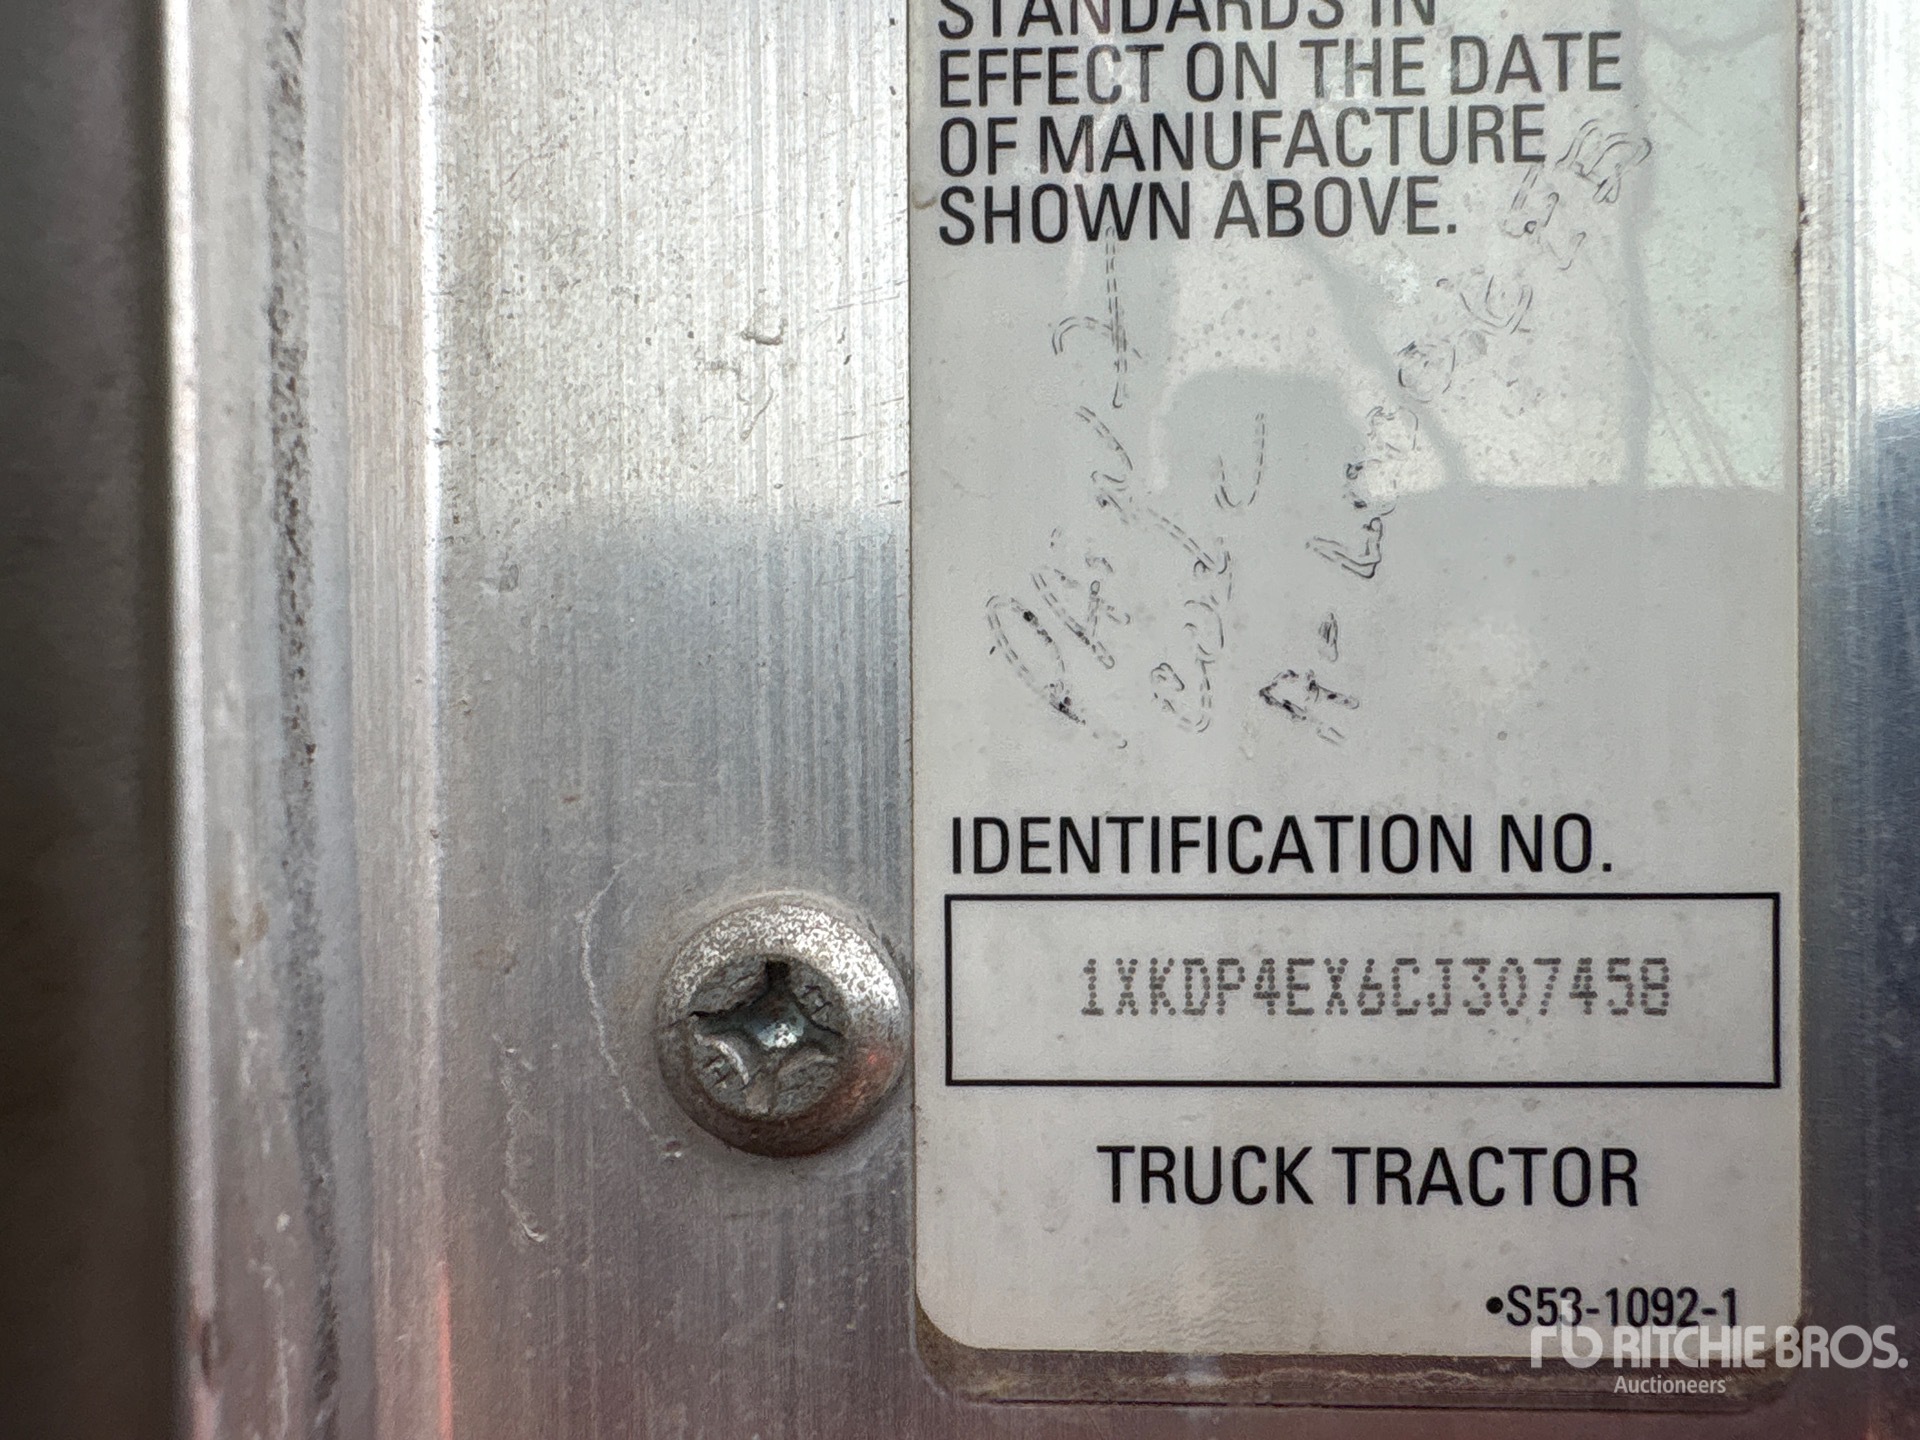 STANDARDS IN
EFFECT ON THE DATE
OF MANUFACTURE
SHOWN ABOVE.
IDENTIFICATION NO.
1XKDP4EX6CJ307458
TRUCK TRACTOR
•S53-1092-1
rb RITCHIE BROS.
Auctioneers